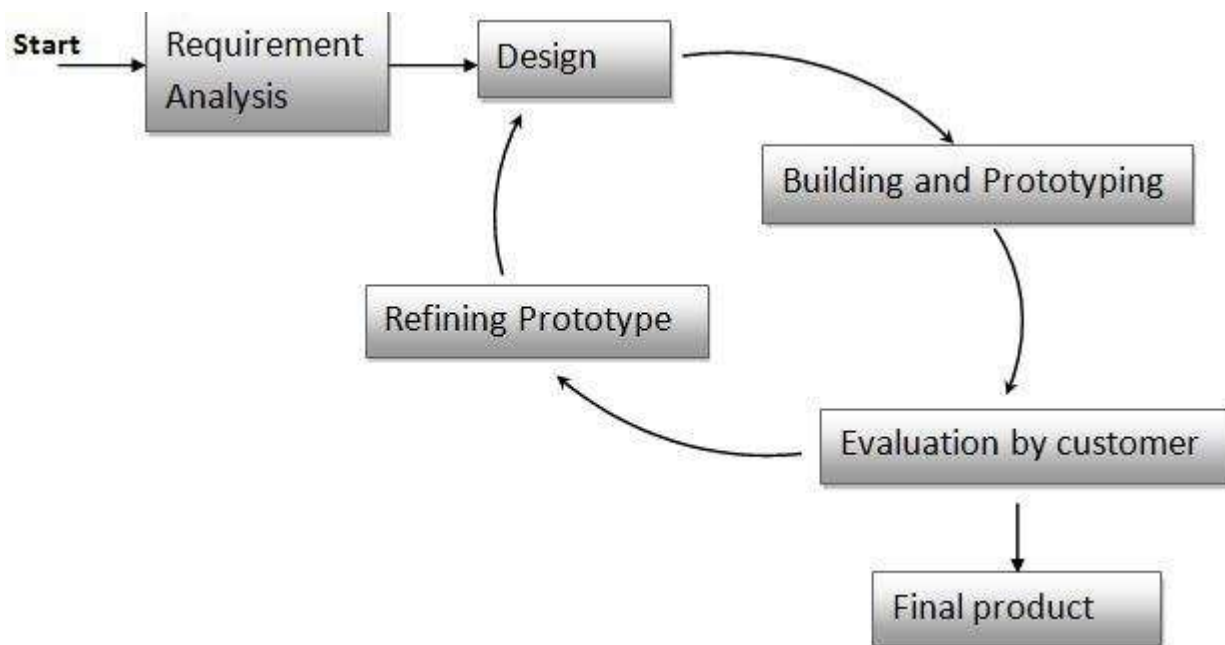 Start
Requirement
Analysis
Design
Building and Prototyping
Refining Prototype
Evaluation by customer
Final product